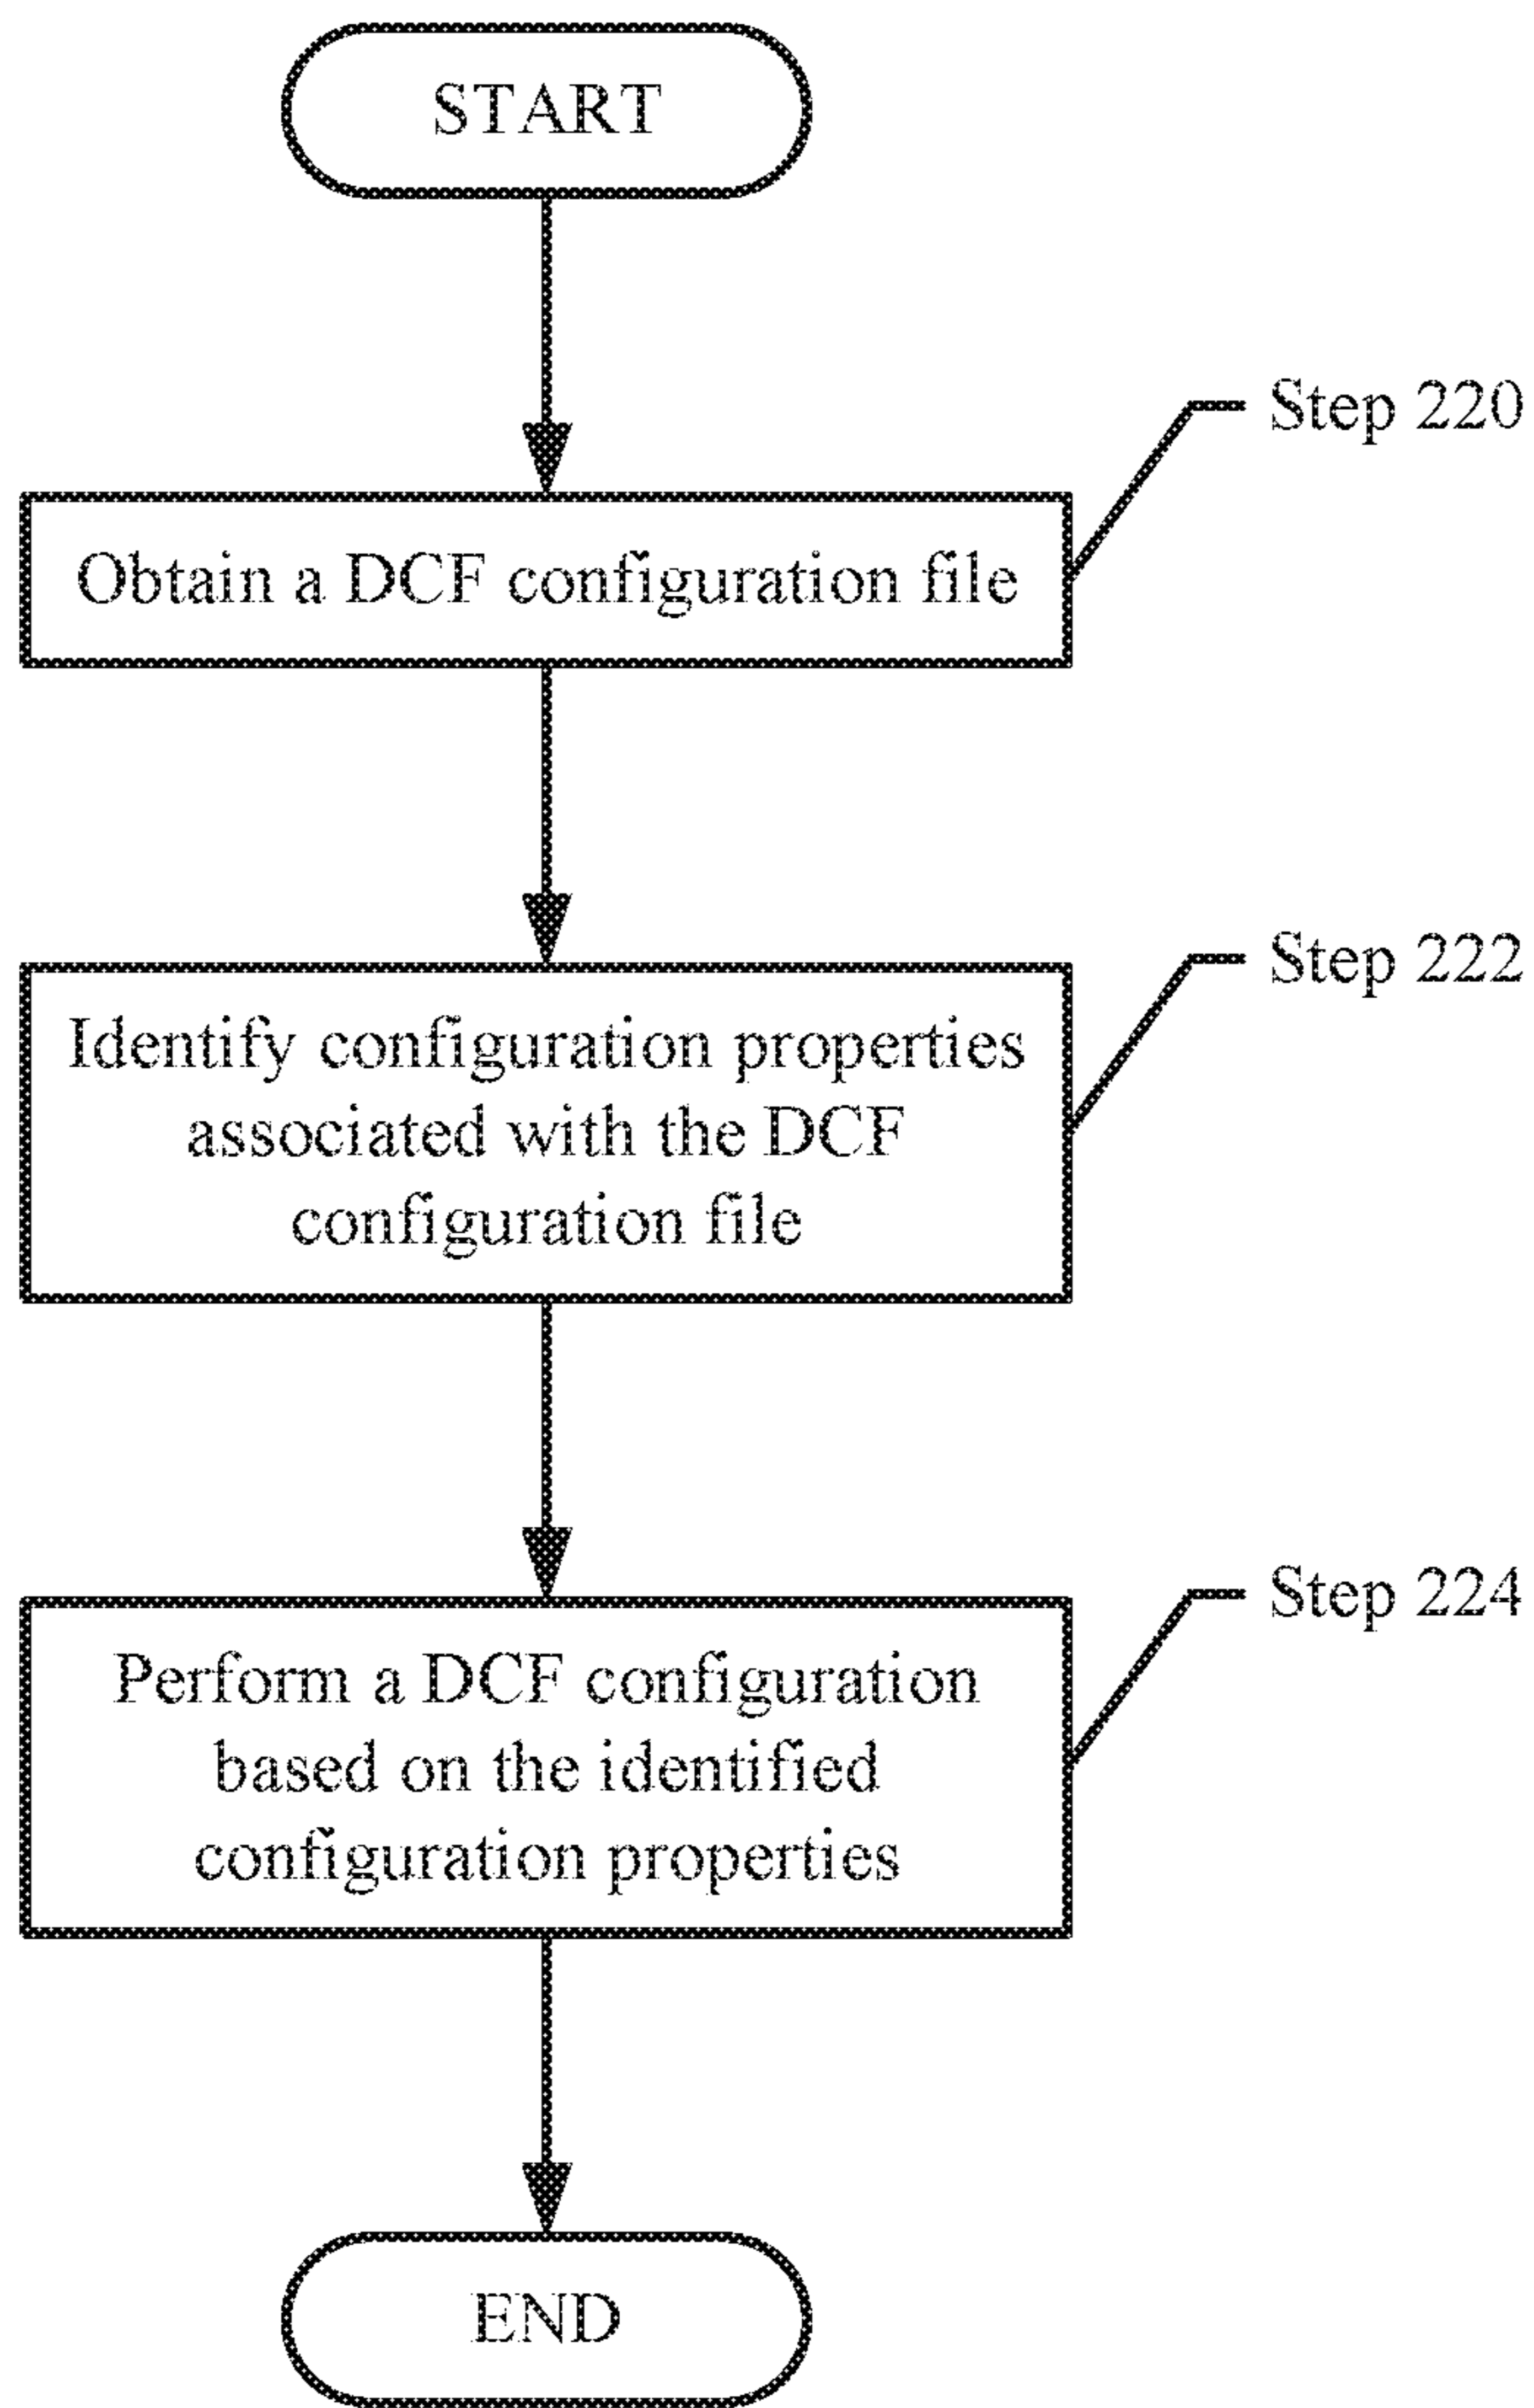 START
Step 220
Obtain a DCF configuration file
Step 222
Identify configuration properties
associated with the DCF
configuration file
Step 224
Perform a DCF configuration
based on the identified
configuration properties
END